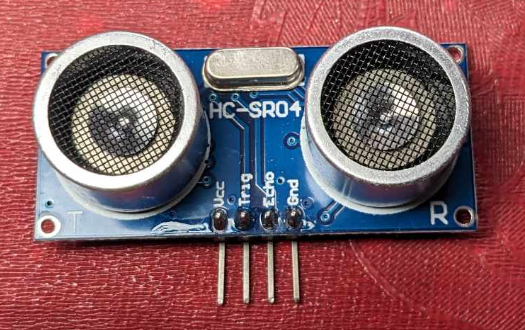 HC-SR04
Vcc
Trig
Echo
Gnd
T
R